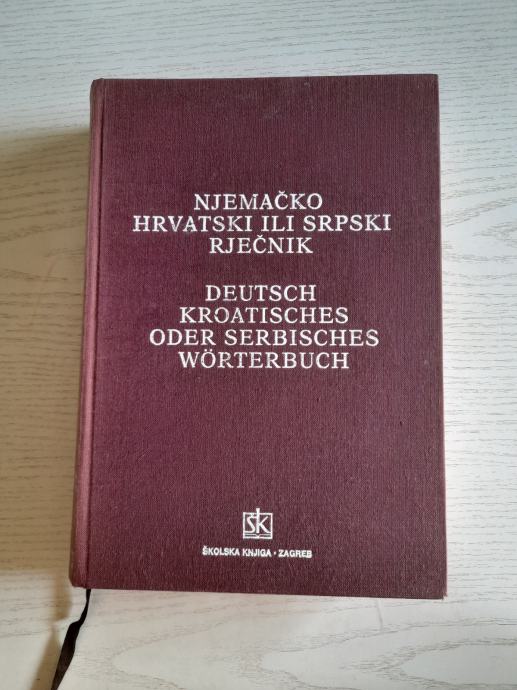 NJEMAČKO
HRVATSKI ILI SRPSKI
RJEČNIK
DEUTSCH
KROATISCHES
ODER SERBISCHES
WÖRTERBUCH
ŠK
ŠKOLSKA KNJIGA · ZAGREB